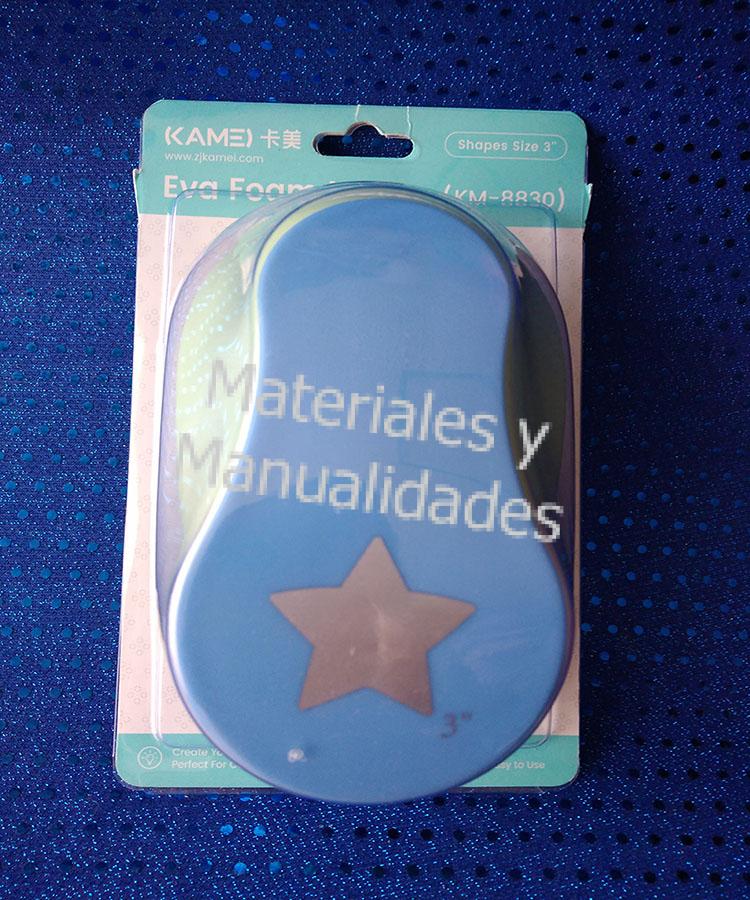 KAMEI 卡美
www.zjkamei.com
Shapes Size 3"
Eva Foam
(KM-8830)
Materiales y
Manualidades
3"
Create
Perfect For
Easy to Use